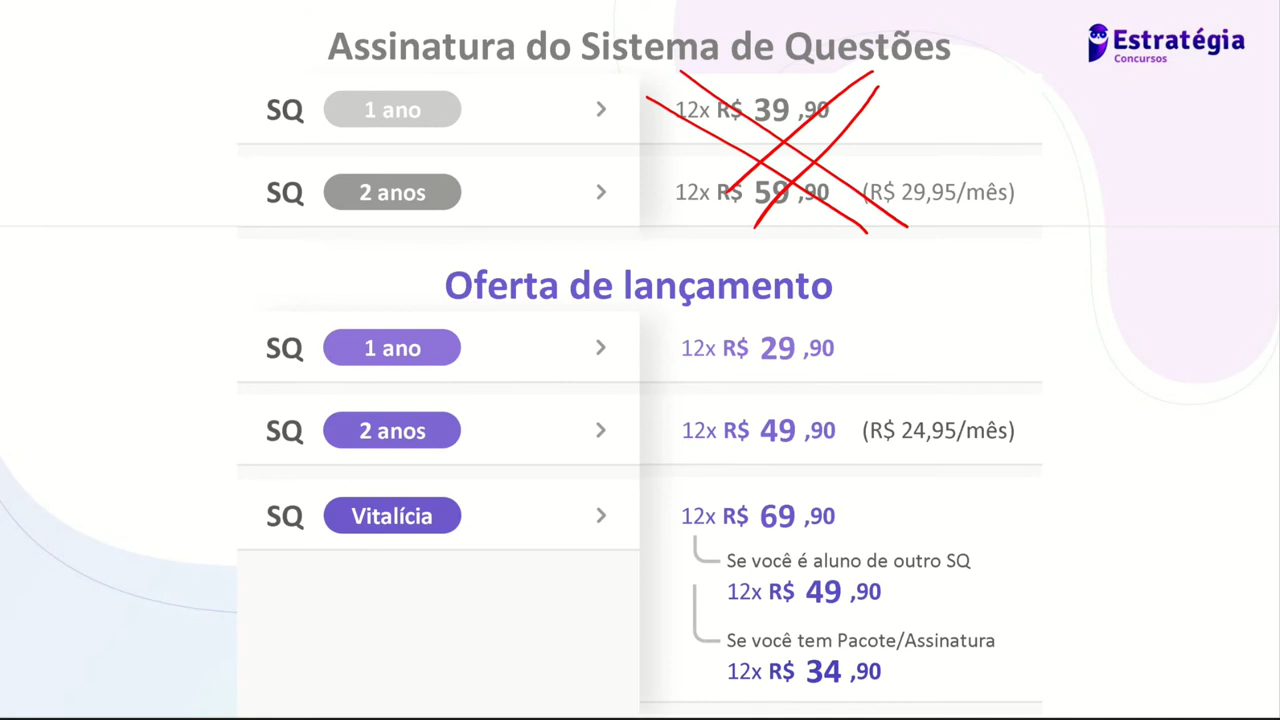 Assinatura do Sistema de Questões
Estratégia
Concursos
SQ 1 ano > 12x R$ 39 ,90
SQ 2 anos > 12x R$ 59 ,90 (R$ 29,95/mês)
Oferta de lançamento
SQ 1 ano > 12x R$ 29 ,90
SQ 2 anos > 12x R$ 49 ,90 (R$ 24,95/mês)
SQ Vitalícia > 12x R$ 69 ,90
Se você é aluno de outro SQ
12x R$ 49 ,90
Se você tem Pacote/Assinatura
12x R$ 34 ,90